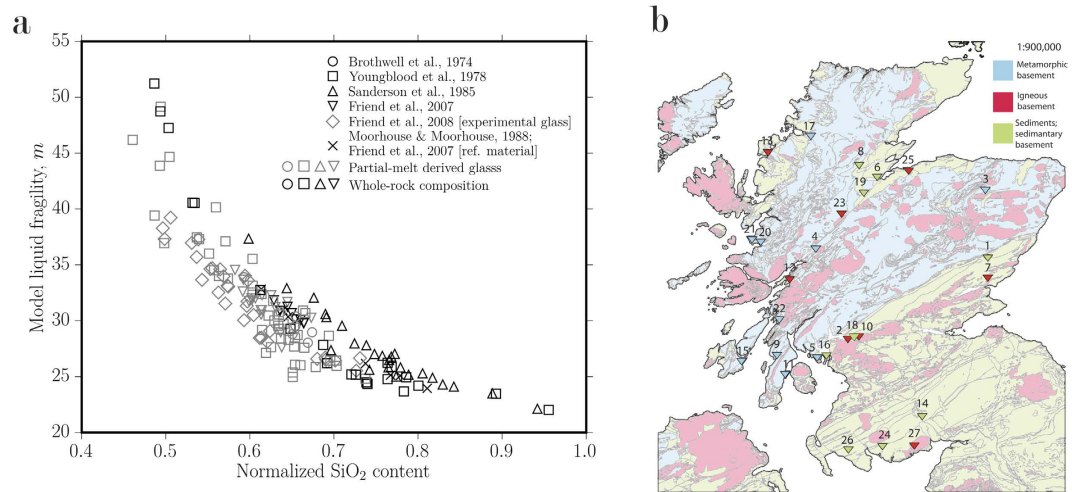 a
b
55
50
45
40
35
30
25
20
Model liquid fragility, m
0.4
0.5
0.6
0.7
0.8
0.9
1.0
Normalized SiO2 content
Brothwell et al., 1974
Youngblood et al., 1978
Sanderson et al., 1985
Friend et al., 2007
Friend et al., 2008 [experimental glass]
Moorhouse & Moorhouse, 1988;
Friend et al., 2007 [ref. material]
Partial-melt derived glasss
Whole-rock composition
1:900,000
Metamorphic
basement
Igneous
basement
Sediments;
sedimantary
basement
17
13
8
6
25
19
3
23
21
20
4
1
12
7
22
2
18
10
15
9
5
16
11
14
26
24
27